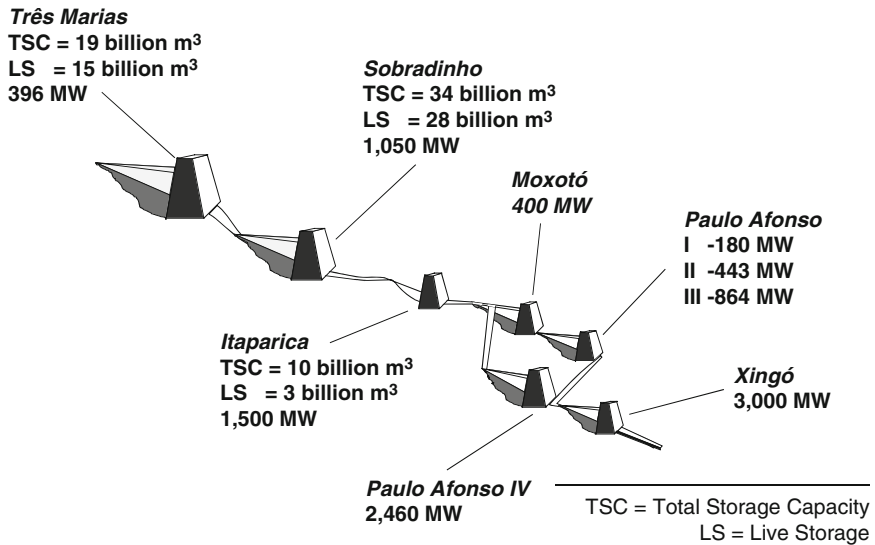 Três Marias
TSC = 19 billion m³
LS = 15 billion m³
396 MW
Sobradinho
TSC = 34 billion m³
LS = 28 billion m³
1,050 MW
Moxotó
400 MW
Paulo Afonso
I -180 MW
II -443 MW
III -864 MW
Itaparica
TSC = 10 billion m³
LS = 3 billion m³
1,500 MW
Xingó
3,000 MW
Paulo Afonso IV
2,460 MW
TSC = Total Storage Capacity
LS = Live Storage